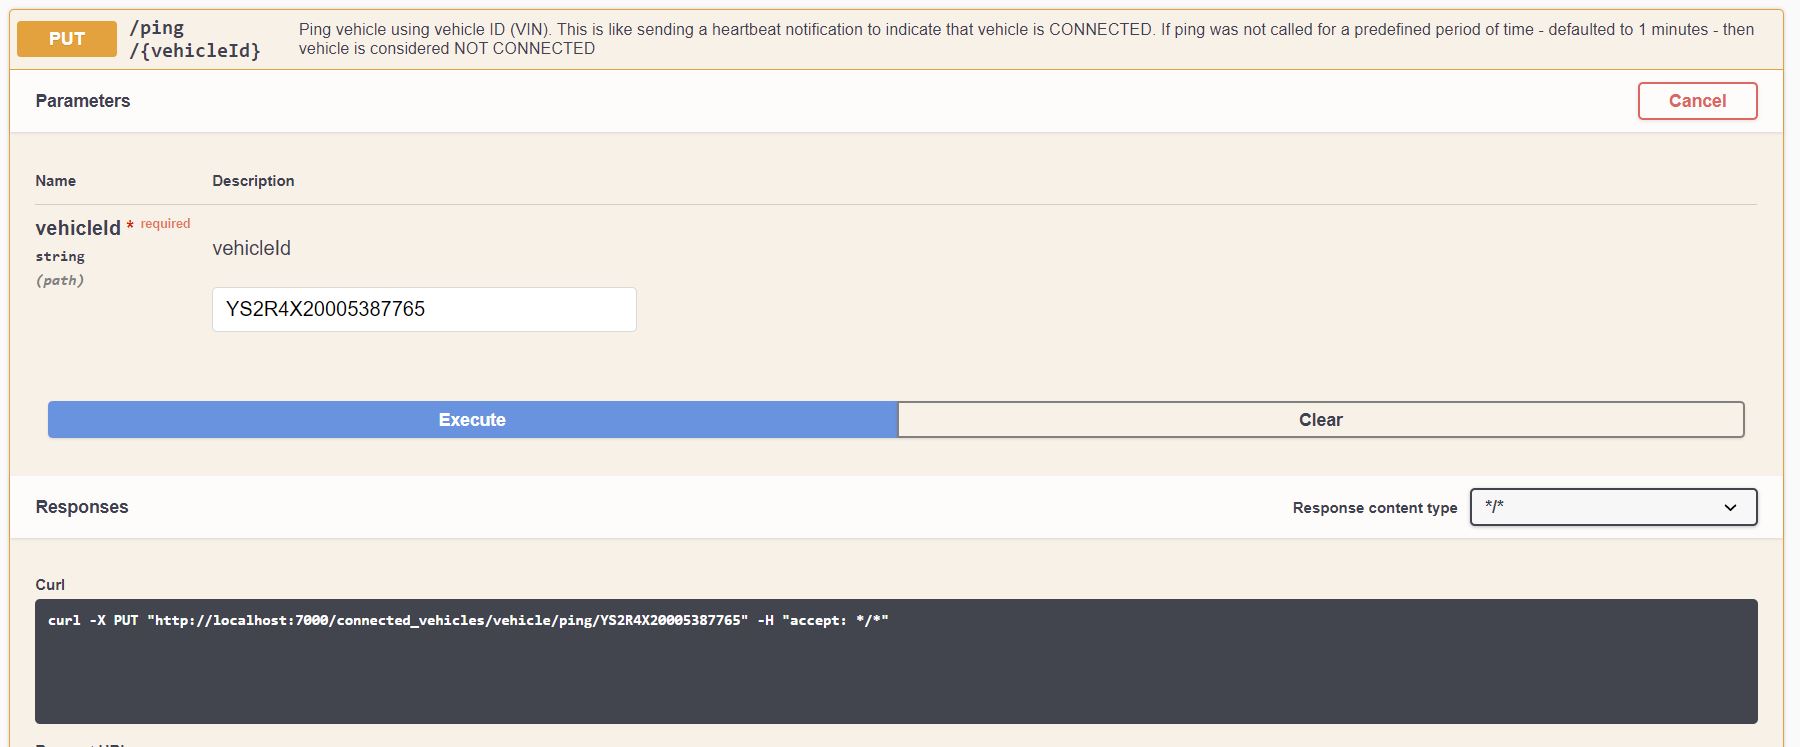 PUT
/ping
/{vehicleId}
Ping vehicle using vehicle ID (VIN). This is like sending a heartbeat notification to indicate that vehicle is CONNECTED. If ping was not called for a predefined period of time - defaulted to 1 minutes - then
vehicle is considered NOT CONNECTED
Parameters
Cancel
Name Description
vehicleId * required
string
(path)
vehicleId
YS2R4X20005387765
Execute Clear
Responses
Response content type */*
Curl
curl -X PUT "http://localhost:7000/connected_vehicles/vehicle/ping/YS2R4X20005387765" -H "accept: */*"